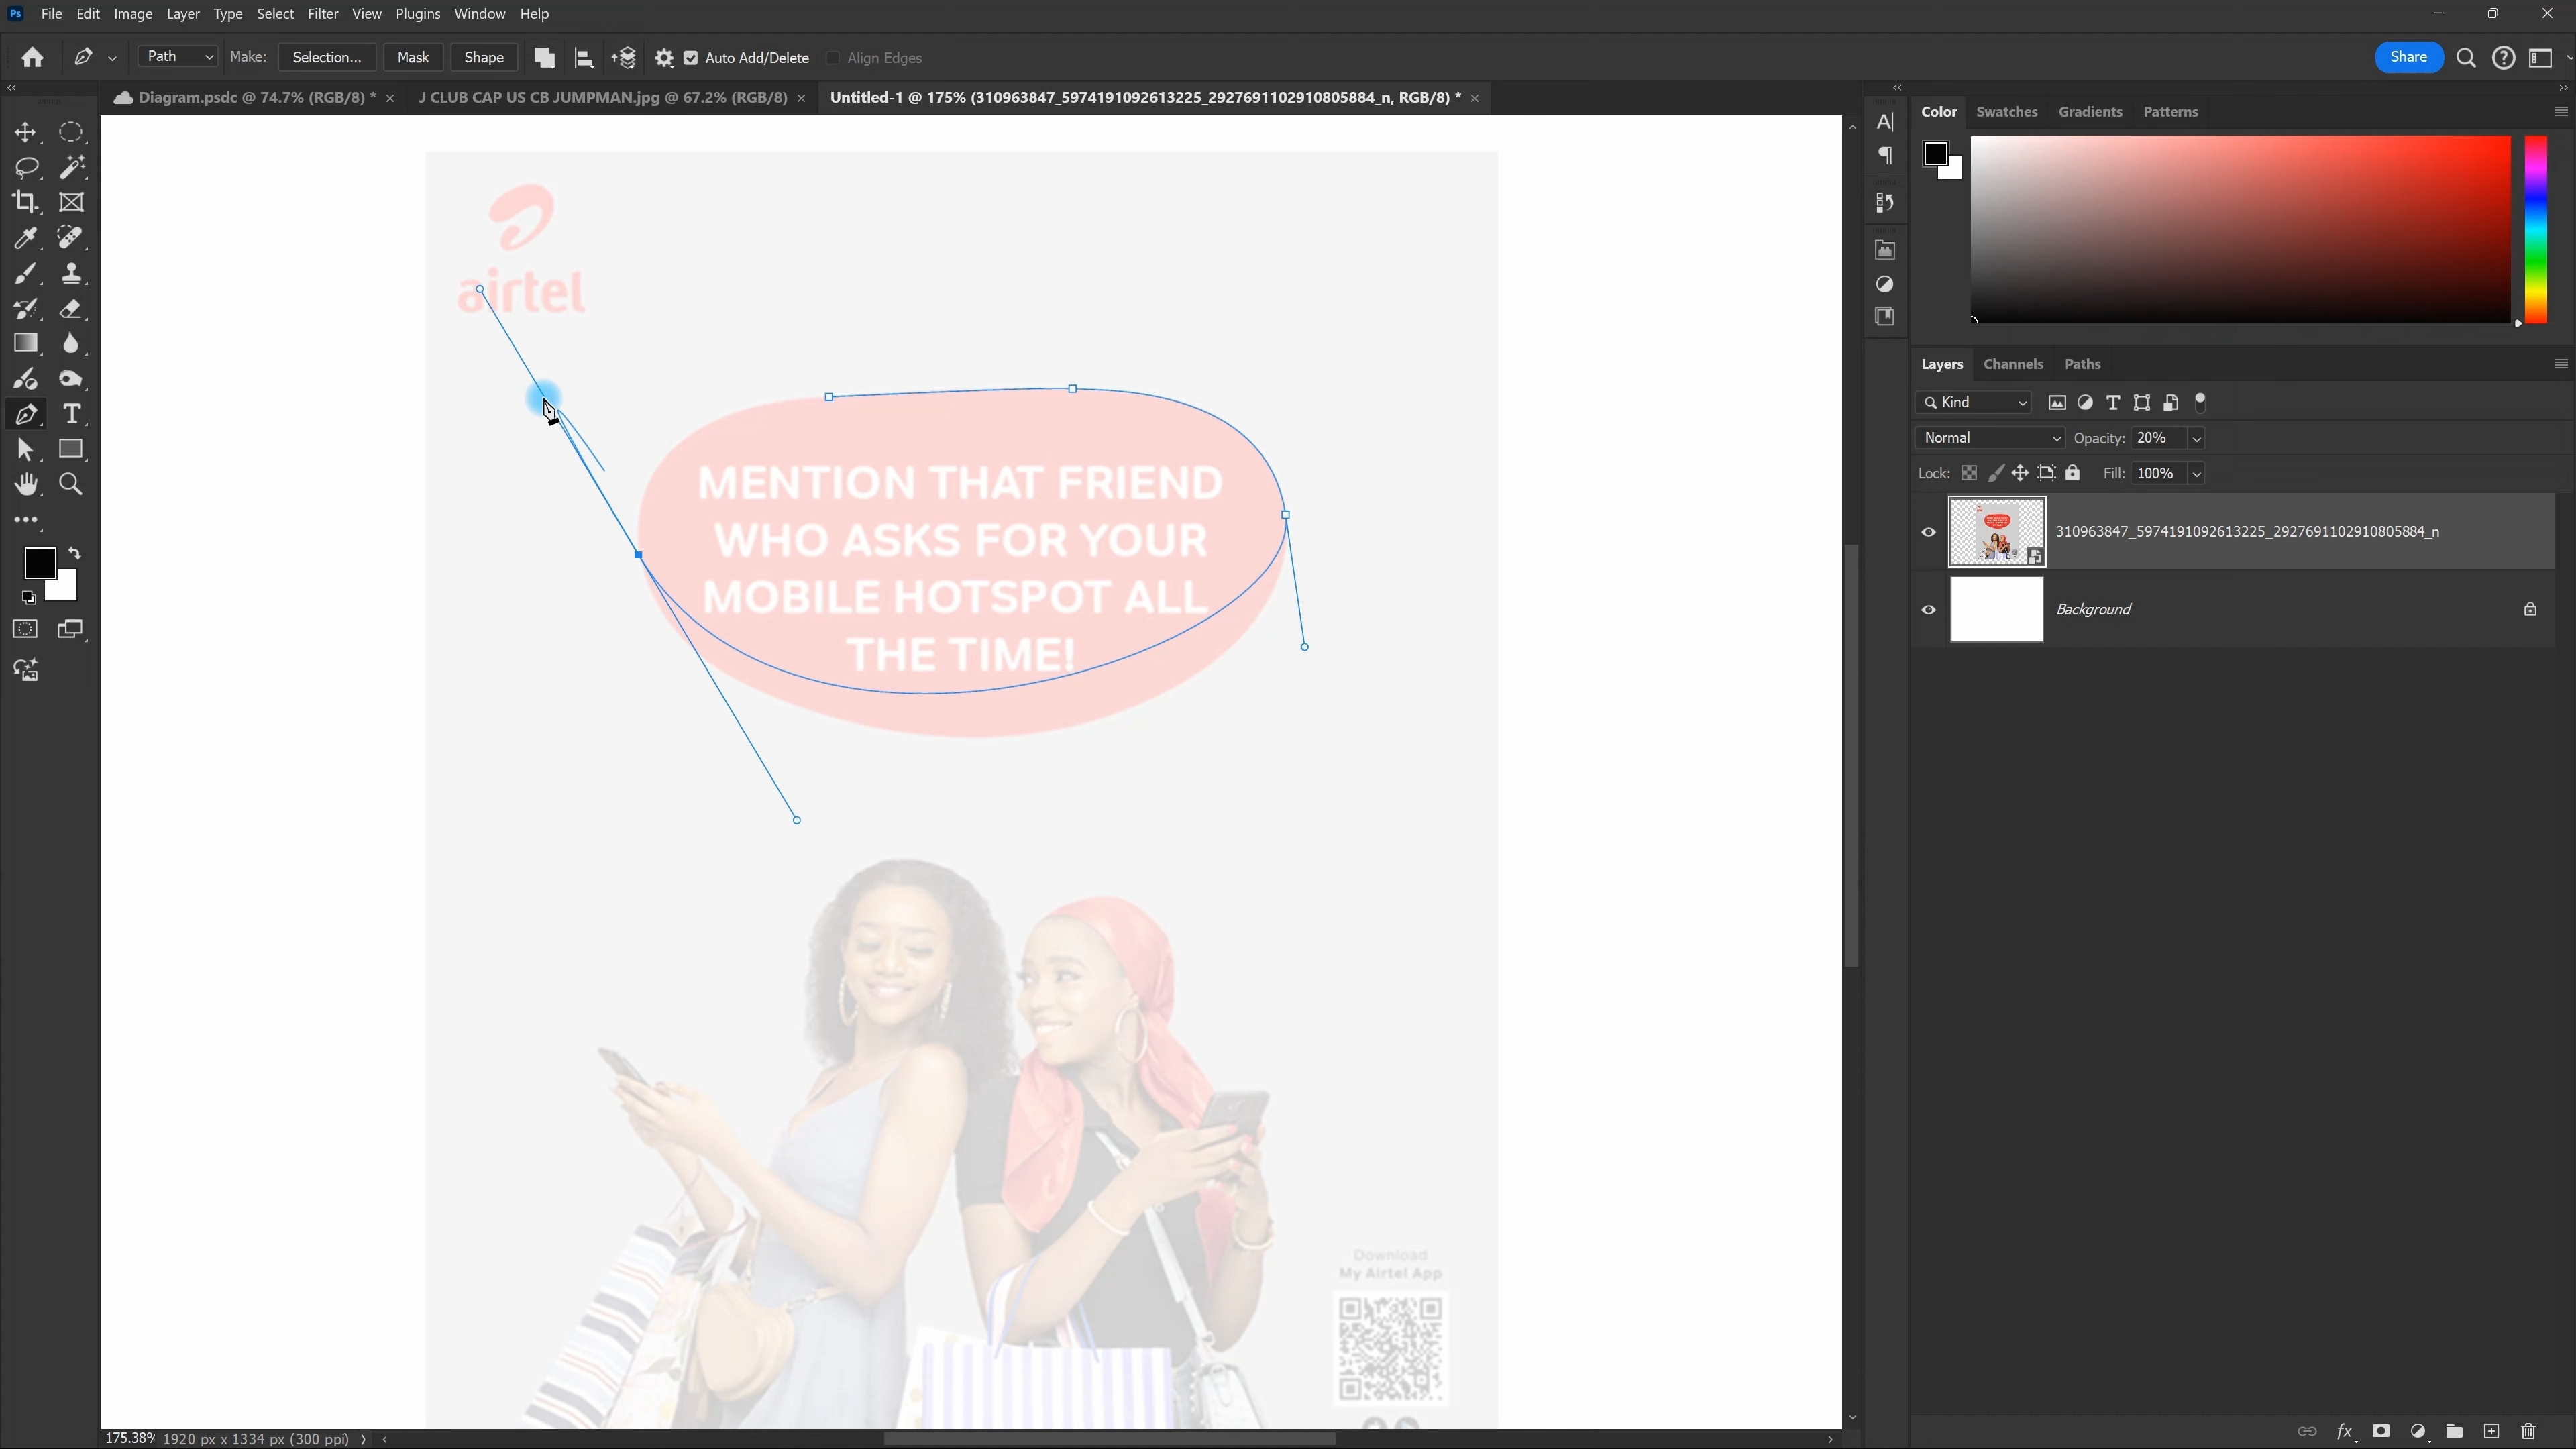 Ps File Edit Image Layer Type Select Filter View Plugins Window Help
Path Make: Selection... Mask Shape Auto Add/Delete Align Edges Share
Diagram.psdc @ 74.7% (RGB/8) * × J CLUB CAP US CB JUMPMAN.jpg @ 67.2% (RGB/8) × Untitled-1 @ 175% (310963847_5974191092613225_2927691102910805884_n, RGB/8) * ×
Color Swatches Gradients Patterns
airtel
MENTION THAT FRIEND
WHO ASKS FOR YOUR
MOBILE HOTSPOT ALL
THE TIME!
Layers Channels Paths
Kind
Normal Opacity: 20%
Lock: Fill: 100%
310963847_5974191092613225_2927691102910805884_n
Background
Download
My Airtel App
175.38% 1920 px x 1334 px (300 ppi)
fx